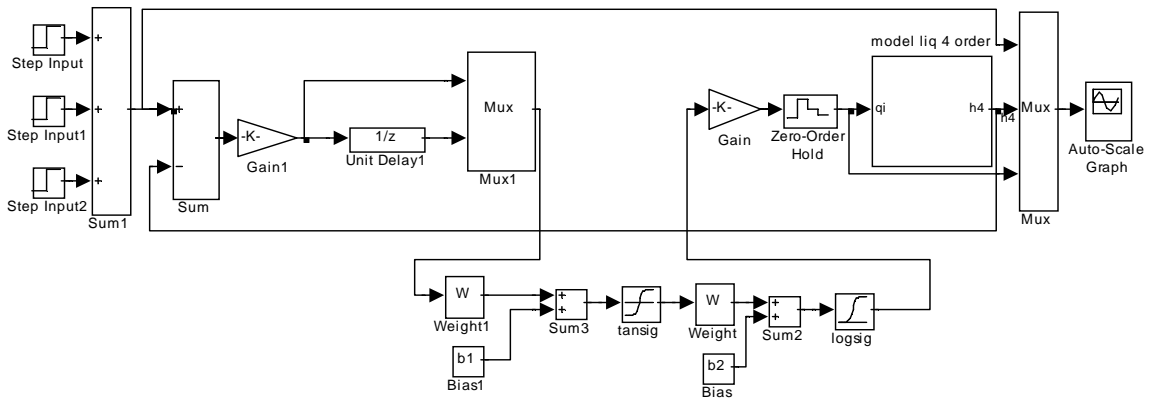 Step Input
+
Step Input1
+
Step Input2
+
Sum1
+
−
Sum
-K-
Gain1
1/z
Unit Delay1
Mux
Mux1
-K-
Gain
Zero-Order
Hold
model liq 4 order
qi
h4
h4
Mux
Mux
Auto-Scale
Graph
W
Weight1
b1
Bias1
+
+
Sum3
tansig
W
Weight
b2
Bias
+
+
Sum2
logsig